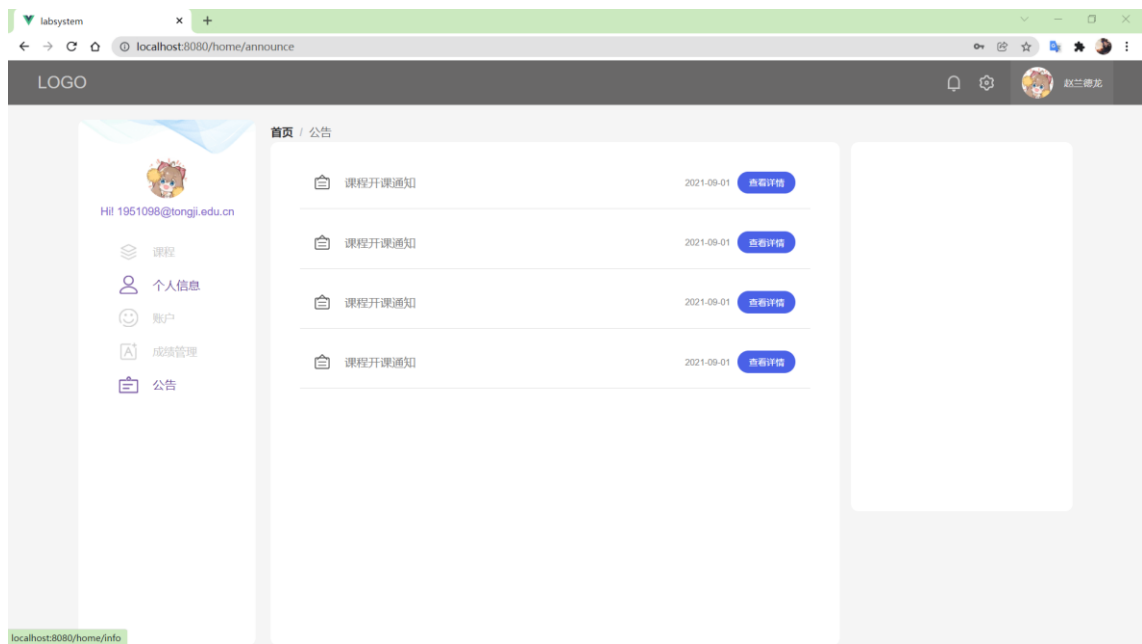 labsystem
localhost:8080/home/announce
LOGO
赵兰德龙
首页 / 公告
Hi! 1951098@tongji.edu.cn
课程
个人信息
账户
成绩管理
公告
课程开课通知 2021-09-01 查看详情
课程开课通知 2021-09-01 查看详情
课程开课通知 2021-09-01 查看详情
课程开课通知 2021-09-01 查看详情
localhost:8080/home/info